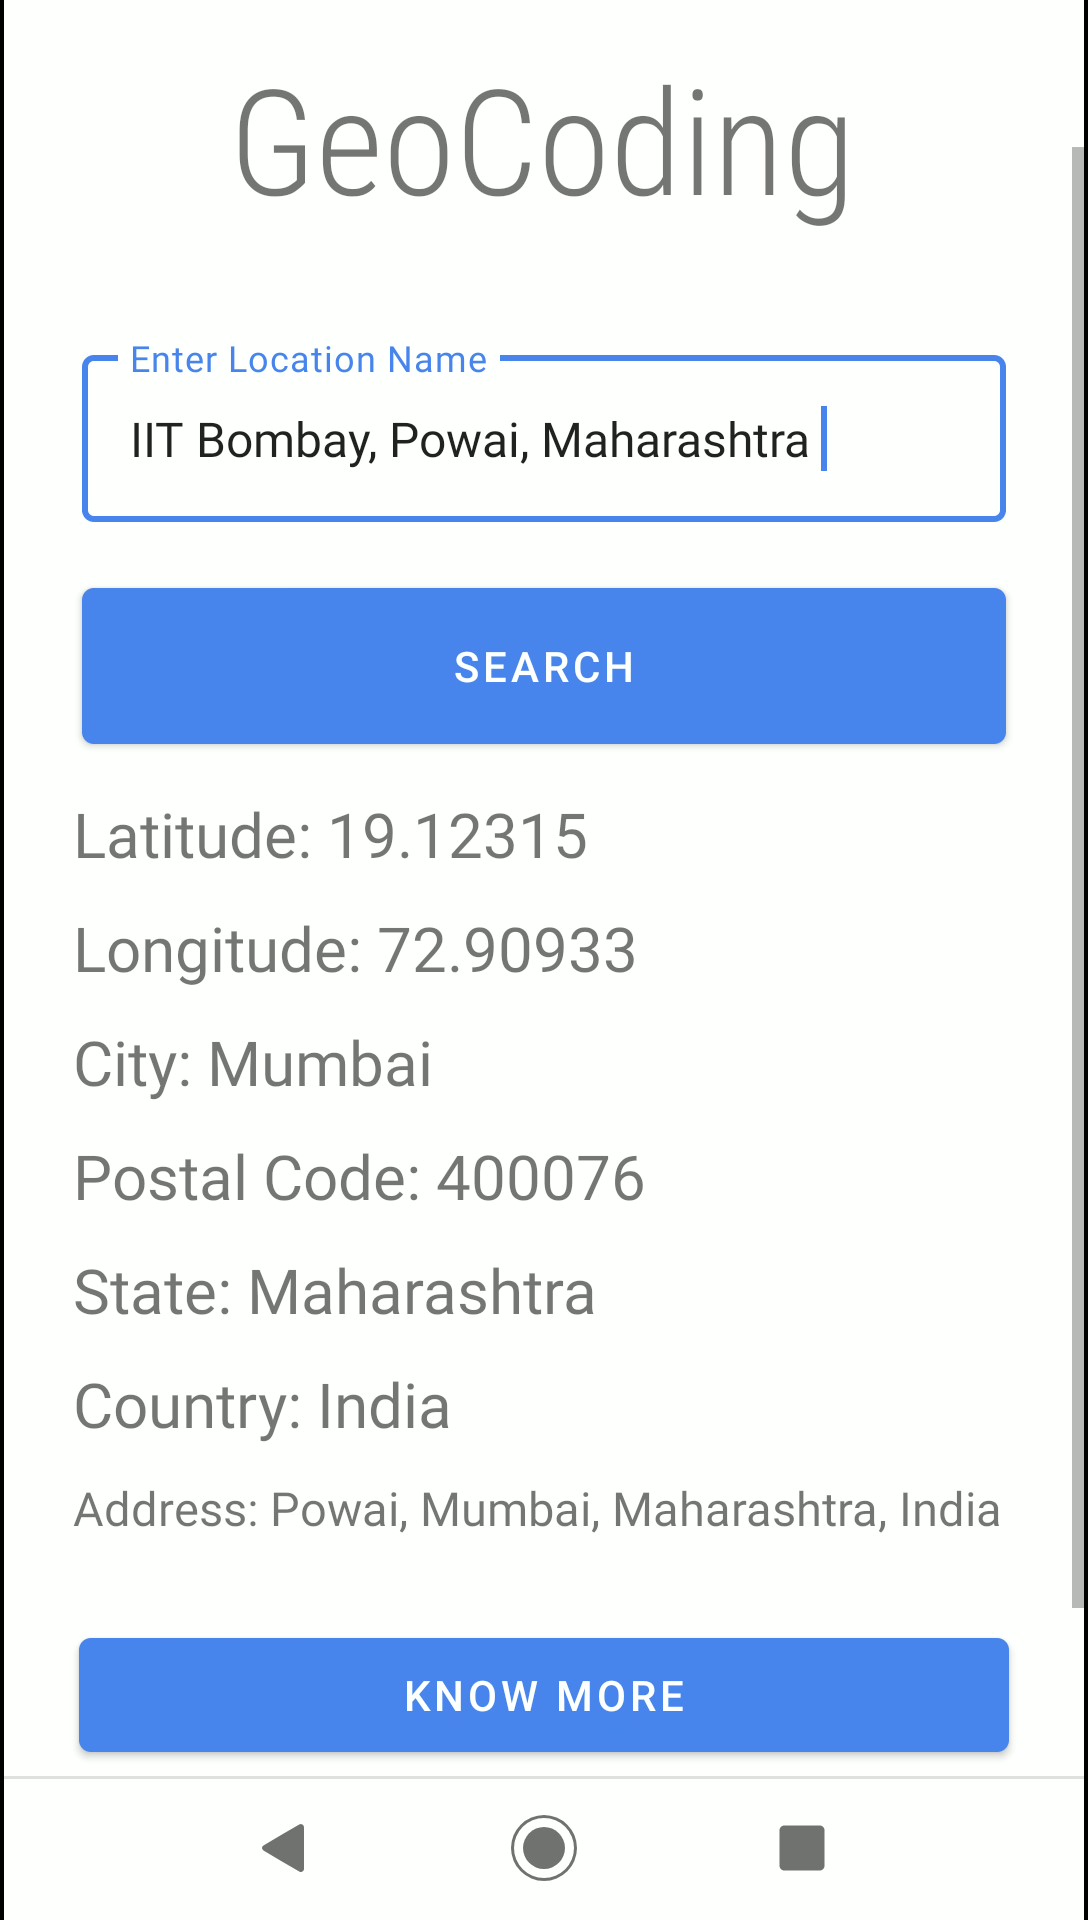 GeoCoding
Enter Location Name
IIT Bombay, Powai, Maharashtra
SEARCH
Latitude: 19.12315
Longitude: 72.90933
City: Mumbai
Postal Code: 400076
State: Maharashtra
Country: India
Address: Powai, Mumbai, Maharashtra, India
KNOW MORE